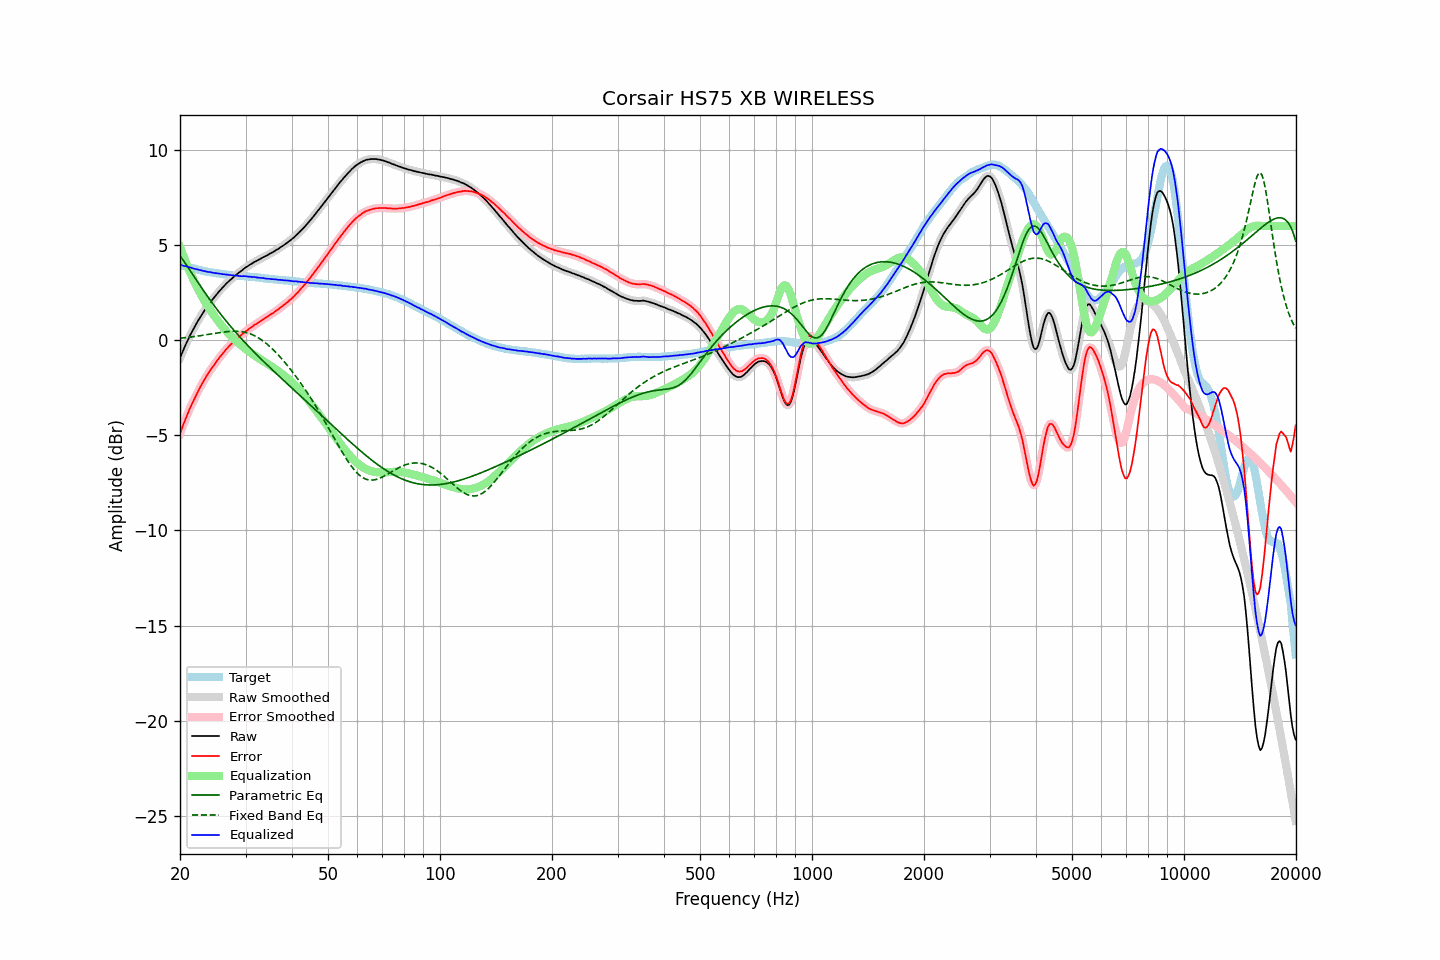 Corsair HS75 XB WIRELESS
Amplitude (dBr)
10
5
0
−5
−10
−15
−20
−25
Target
Raw Smoothed
Error Smoothed
Raw
Error
Equalization
Parametric Eq
Fixed Band Eq
Equalized
20 50 100 200 500 1000 2000 5000 10000 20000
Frequency (Hz)